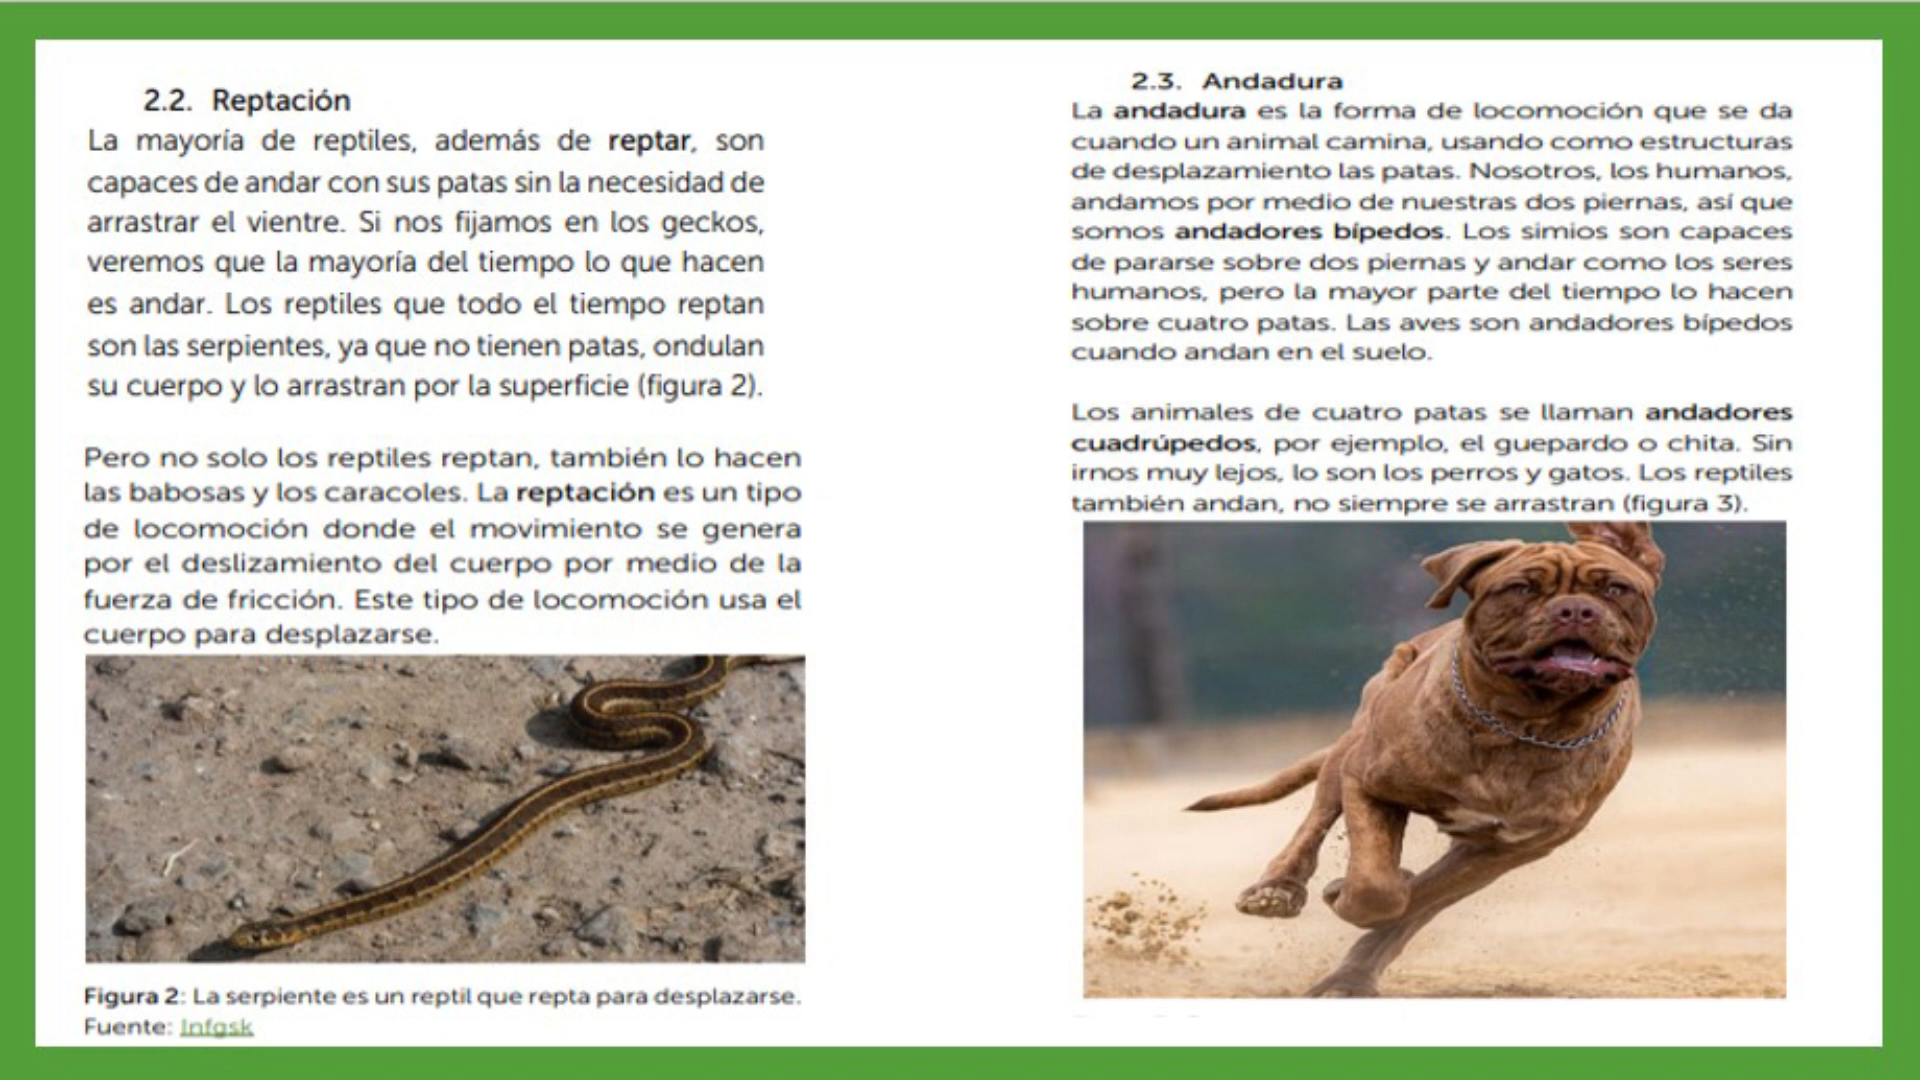 2.2. Reptación
La mayoría de reptiles, además de reptar, son
capaces de andar con sus patas sin la necesidad de
arrastrar el vientre. Si nos fijamos en los geckos,
veremos que la mayoría del tiempo lo que hacen
es andar. Los reptiles que todo el tiempo reptan
son las serpientes, ya que no tienen patas, ondulan
su cuerpo y lo arrastran por la superficie (figura 2).
Pero no solo los reptiles reptan, también lo hacen
las babosas y los caracoles. La reptación es un tipo
de locomoción donde el movimiento se genera
por el deslizamiento del cuerpo por medio de la
fuerza de fricción. Este tipo de locomoción usa el
cuerpo para desplazarse.
Figura 2: La serpiente es un reptil que repta para desplazarse.
Fuente: Infgsk
2.3. Andadura
La andadura es la forma de locomoción que se da
cuando un animal camina, usando como estructuras
de desplazamiento las patas. Nosotros, los humanos,
andamos por medio de nuestras dos piernas, así que
somos andadores bípedos. Los simios son capaces
de pararse sobre dos piernas y andar como los seres
humanos, pero la mayor parte del tiempo lo hacen
sobre cuatro patas. Las aves son andadores bípedos
cuando andan en el suelo.
Los animales de cuatro patas se llaman andadores
cuadrúpedos, por ejemplo, el guepardo o chita. Sin
irnos muy lejos, lo son los perros y gatos. Los reptiles
también andan, no siempre se arrastran (figura 3).